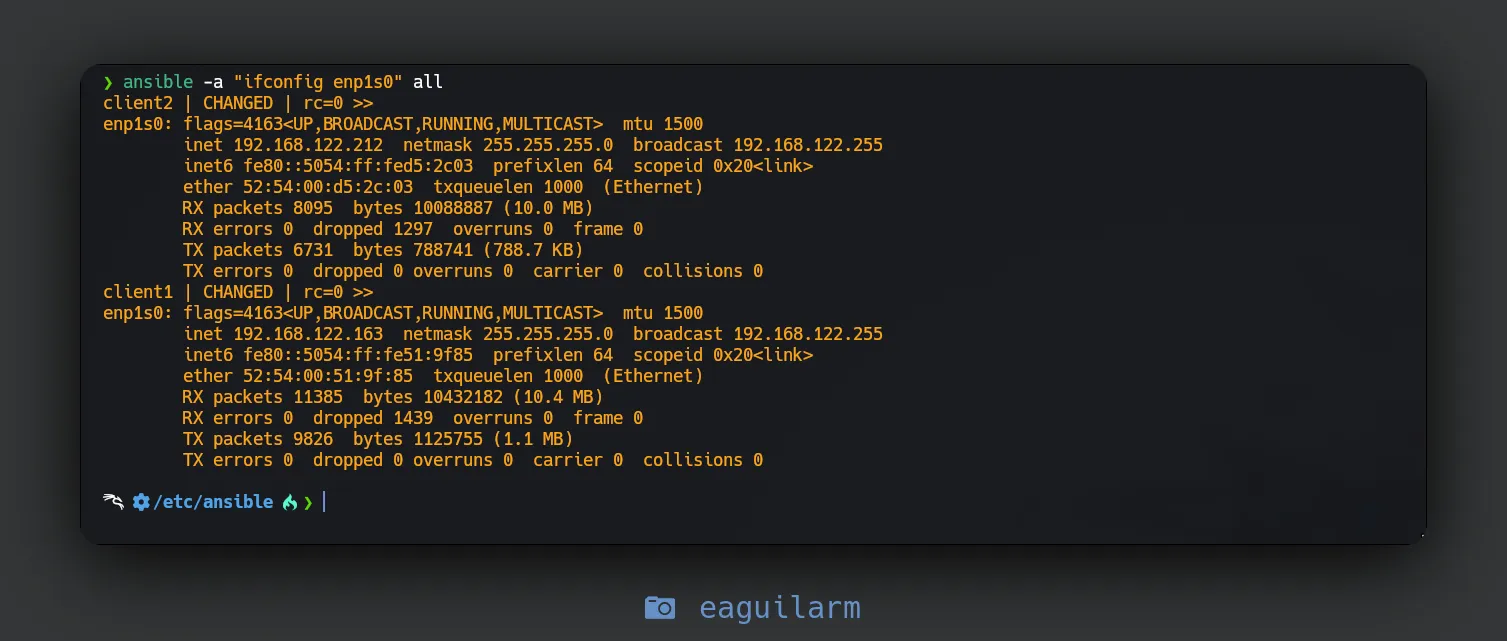 ❯ ansible -a "ifconfig enp1s0" all
client2 | CHANGED | rc=0 >>
enp1s0: flags=4163<UP,BROADCAST,RUNNING,MULTICAST>  mtu 1500
        inet 192.168.122.212  netmask 255.255.255.0  broadcast 192.168.122.255
        inet6 fe80::5054:ff:fed5:2c03  prefixlen 64  scopeid 0x20<link>
        ether 52:54:00:d5:2c:03  txqueuelen 1000  (Ethernet)
        RX packets 8095  bytes 10088887 (10.0 MB)
        RX errors 0  dropped 1297  overruns 0  frame 0
        TX packets 6731  bytes 788741 (788.7 KB)
        TX errors 0  dropped 0 overruns 0  carrier 0  collisions 0
client1 | CHANGED | rc=0 >>
enp1s0: flags=4163<UP,BROADCAST,RUNNING,MULTICAST>  mtu 1500
        inet 192.168.122.163  netmask 255.255.255.0  broadcast 192.168.122.255
        inet6 fe80::5054:ff:fe51:9f85  prefixlen 64  scopeid 0x20<link>
        ether 52:54:00:51:9f:85  txqueuelen 1000  (Ethernet)
        RX packets 11385  bytes 10432182 (10.4 MB)
        RX errors 0  dropped 1439  overruns 0  frame 0
        TX packets 9826  bytes 1125755 (1.1 MB)
        TX errors 0  dropped 0 overruns 0  carrier 0  collisions 0
/etc/ansible ❯
eaguilarm